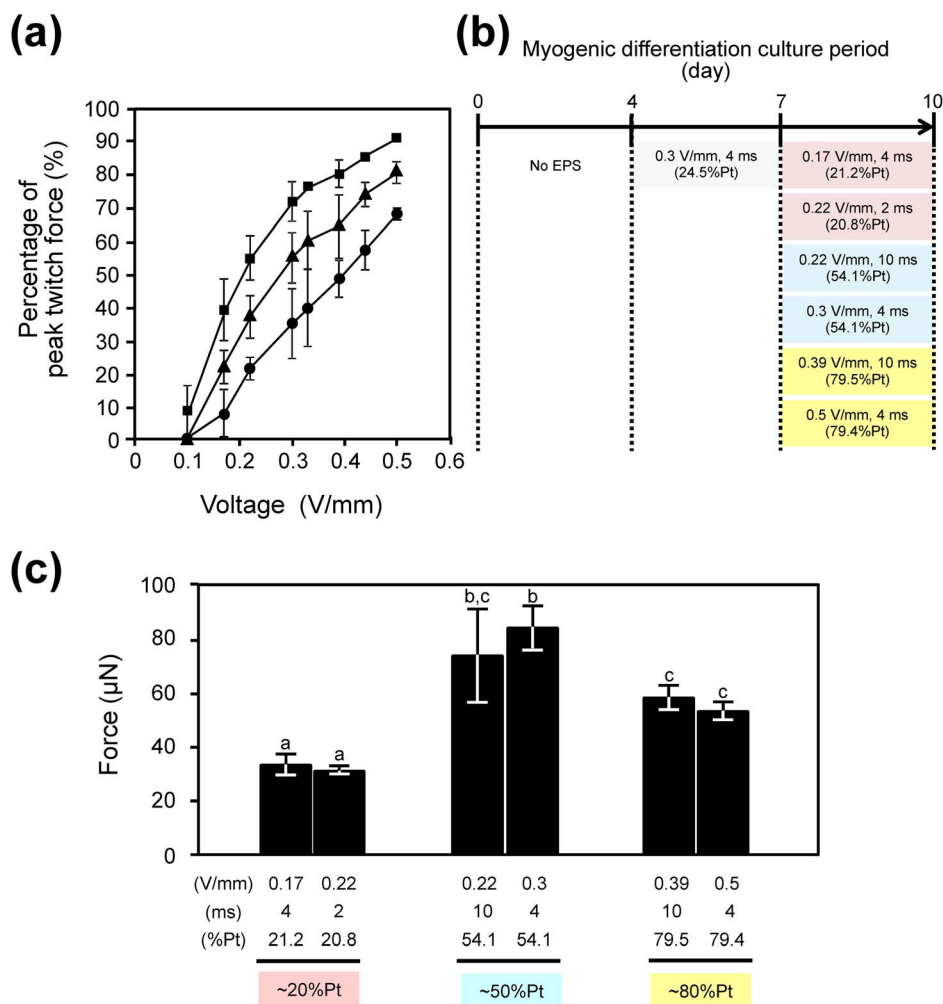 (a)
Percentage of
peak twitch force (%)
100
90
80
70
60
50
40
30
20
10
0
0 0.1 0.2 0.3 0.4 0.5 0.6
Voltage (V/mm)
(b)
Myogenic differentiation culture period
(day)
0 4 7 10
No EPS
0.3 V/mm, 4 ms
(24.5%Pt)
0.17 V/mm, 4 ms
(21.2%Pt)
0.22 V/mm, 2 ms
(20.8%Pt)
0.22 V/mm, 10 ms
(54.1%Pt)
0.3 V/mm, 4 ms
(54.1%Pt)
0.39 V/mm, 10 ms
(79.5%Pt)
0.5 V/mm, 4 ms
(79.4%Pt)
(c)
Force (µN)
100
80
60
40
20
0
a a b,c b c c
(V/mm) 0.17 0.22 0.22 0.3 0.39 0.5
(ms) 4 2 10 4 10 4
(%Pt) 21.2 20.8 54.1 54.1 79.5 79.4
~20%Pt ~50%Pt ~80%Pt